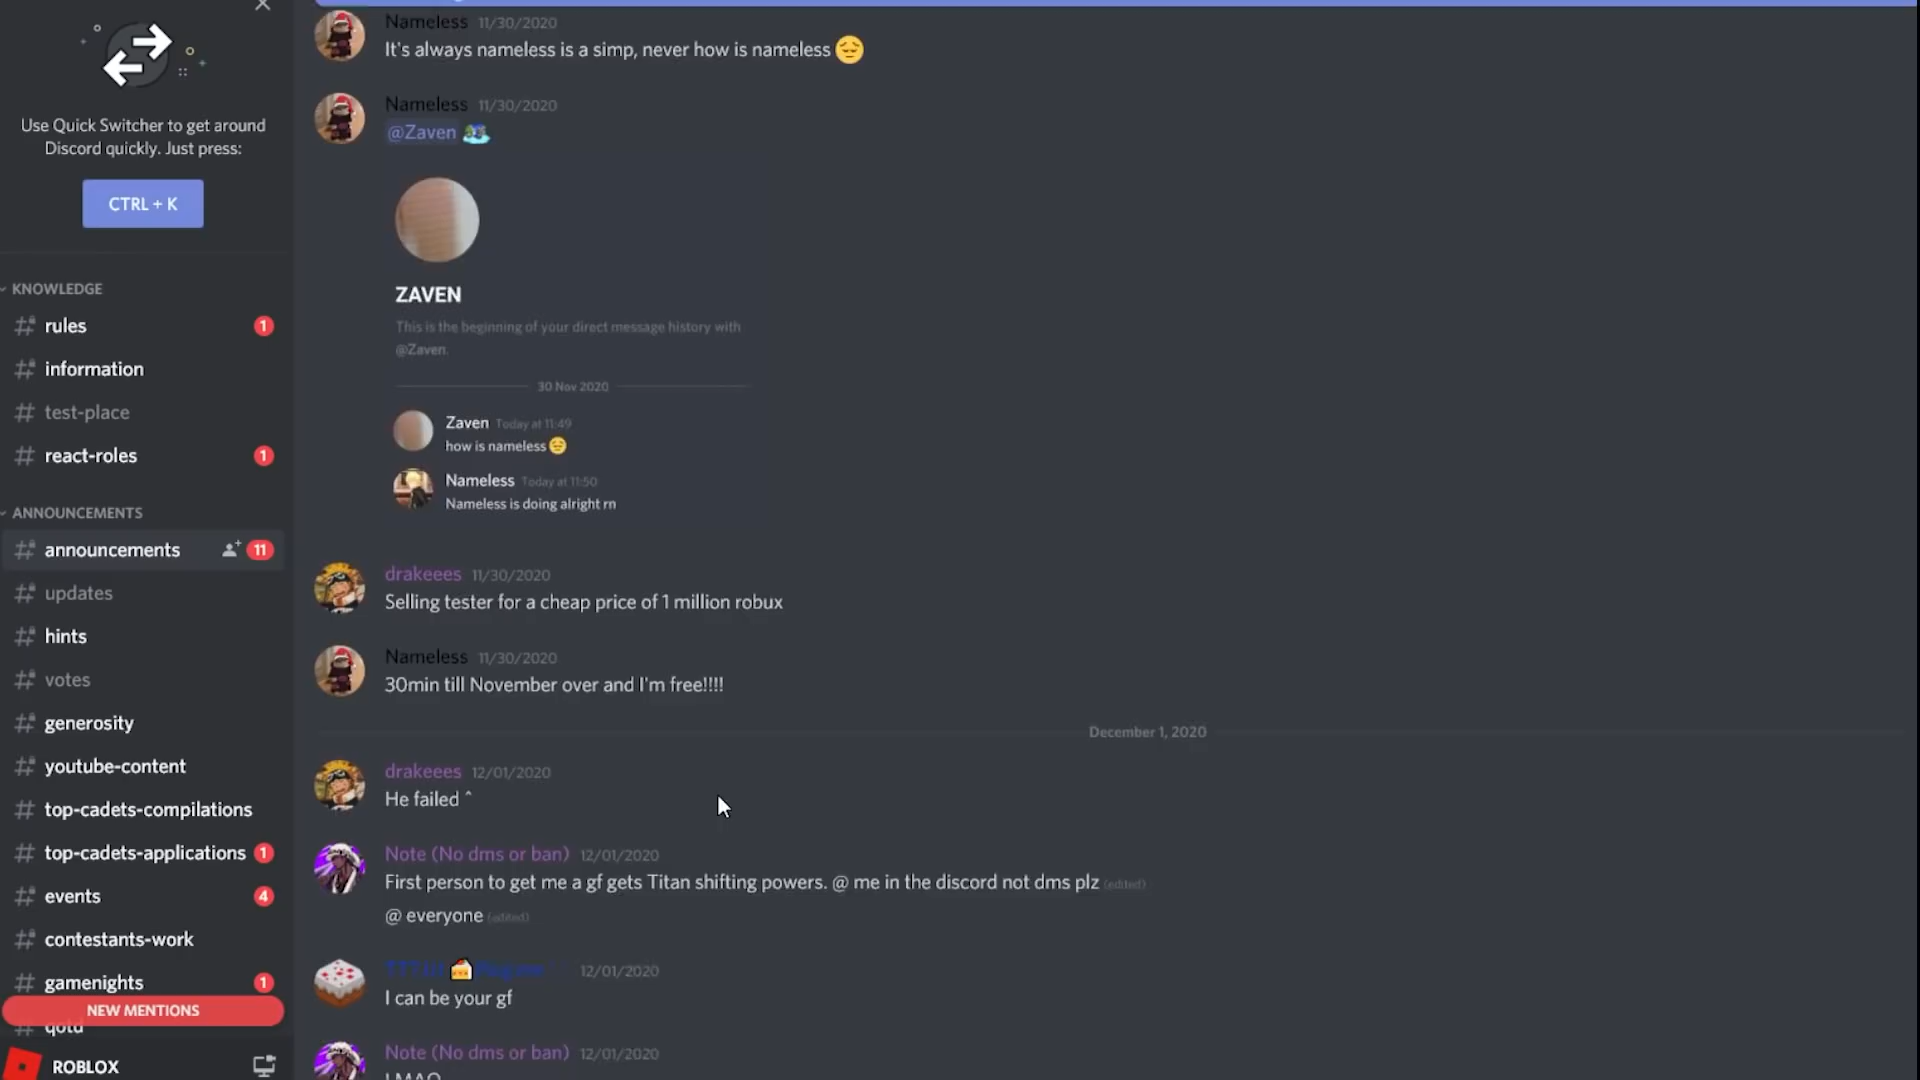 Use Quick Switcher to get around
Discord quickly. Just press:
CTRL + K
KNOWLEDGE
rules 1
information
test-place
react-roles 1
ANNOUNCEMENTS
announcements 11
updates
hints
votes
generosity
youtube-content
top-cadets-compilations
top-cadets-applications 1
events 4
contestants-work
gamenights 1
NEW MENTIONS
qotd
ROBLOX
Nameless 11/30/2020
It's always nameless is a simp, never how is nameless
Nameless 11/30/2020
@Zaven
ZAVEN
This is the beginning of your direct message history with
@Zaven.
30 Nov 2020
Zaven Today at 11:49
how is nameless
Nameless Today at 11:50
Nameless is doing alright rn
drakeees 11/30/2020
Selling tester for a cheap price of 1 million robux
Nameless 11/30/2020
30min till November over and I'm free!!!!
December 1, 2020
drakeees 12/01/2020
He failed ^
Note (No dms or ban) 12/01/2020
First person to get me a gf gets Titan shifting powers. @ me in the discord not dms plz (edited)
@ everyone (edited)
12/01/2020
I can be your gf
Note (No dms or ban) 12/01/2020
LMAO